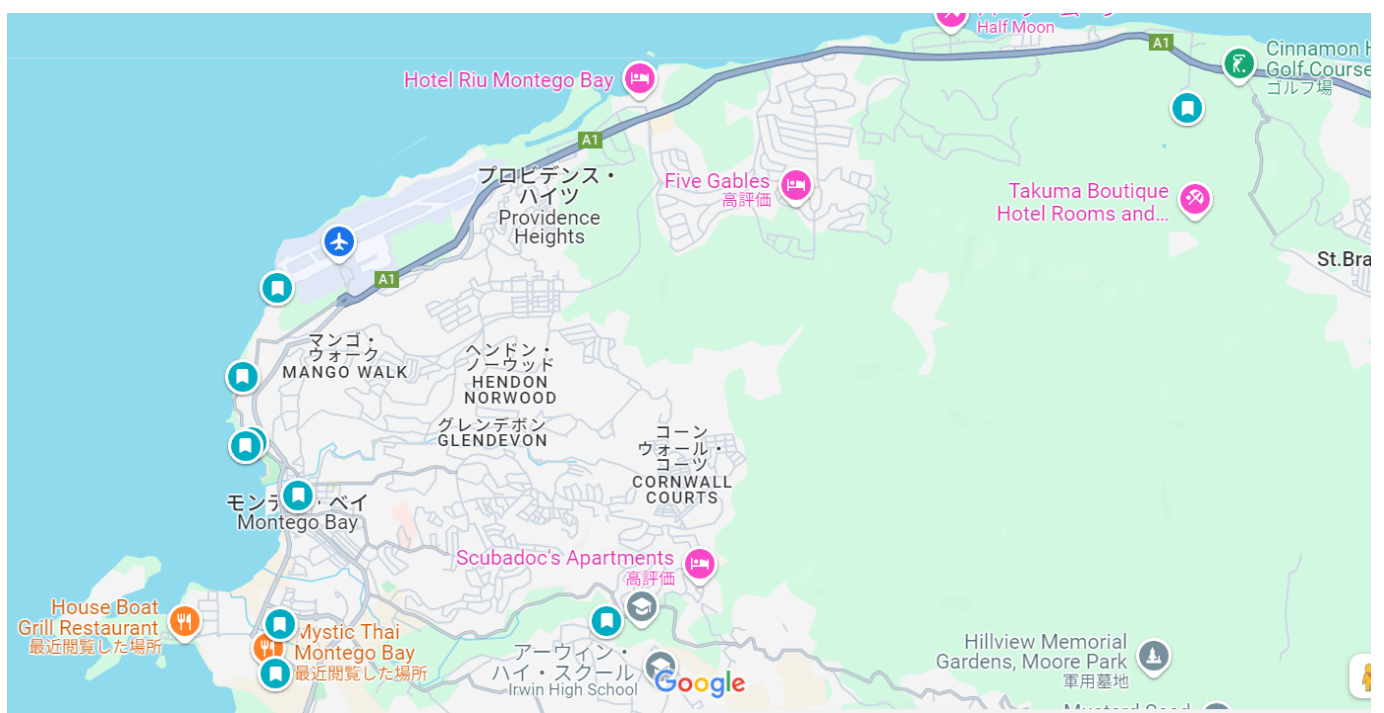 Half Moon
A1
Cinnamon H
Golf Course
ゴルフ場
Hotel Riu Montego Bay
A1
プロビデンス・
ハイツ
Providence
Heights
Five Gables
高評価
Takuma Boutique
Hotel Rooms and...
St.Bra
A1
マンゴ・
ウォーク
MANGO WALK
ヘンドン・
ノーウッド
HENDON
NORWOOD
グレンデボン
GLENDEVON
コーン
ウォール・
コーツ
CORNWALL
COURTS
モンテ・ベイ
Montego Bay
Scubadoc's Apartments
高評価
House Boat
Grill Restaurant
最近閲覧した場所
Mystic Thai
Montego Bay
最近閲覧した場所
アーウィン・
ハイ・スクール
Irwin High School
Google
Hillview Memorial
Gardens, Moore Park
軍用墓地
Mustard Seed